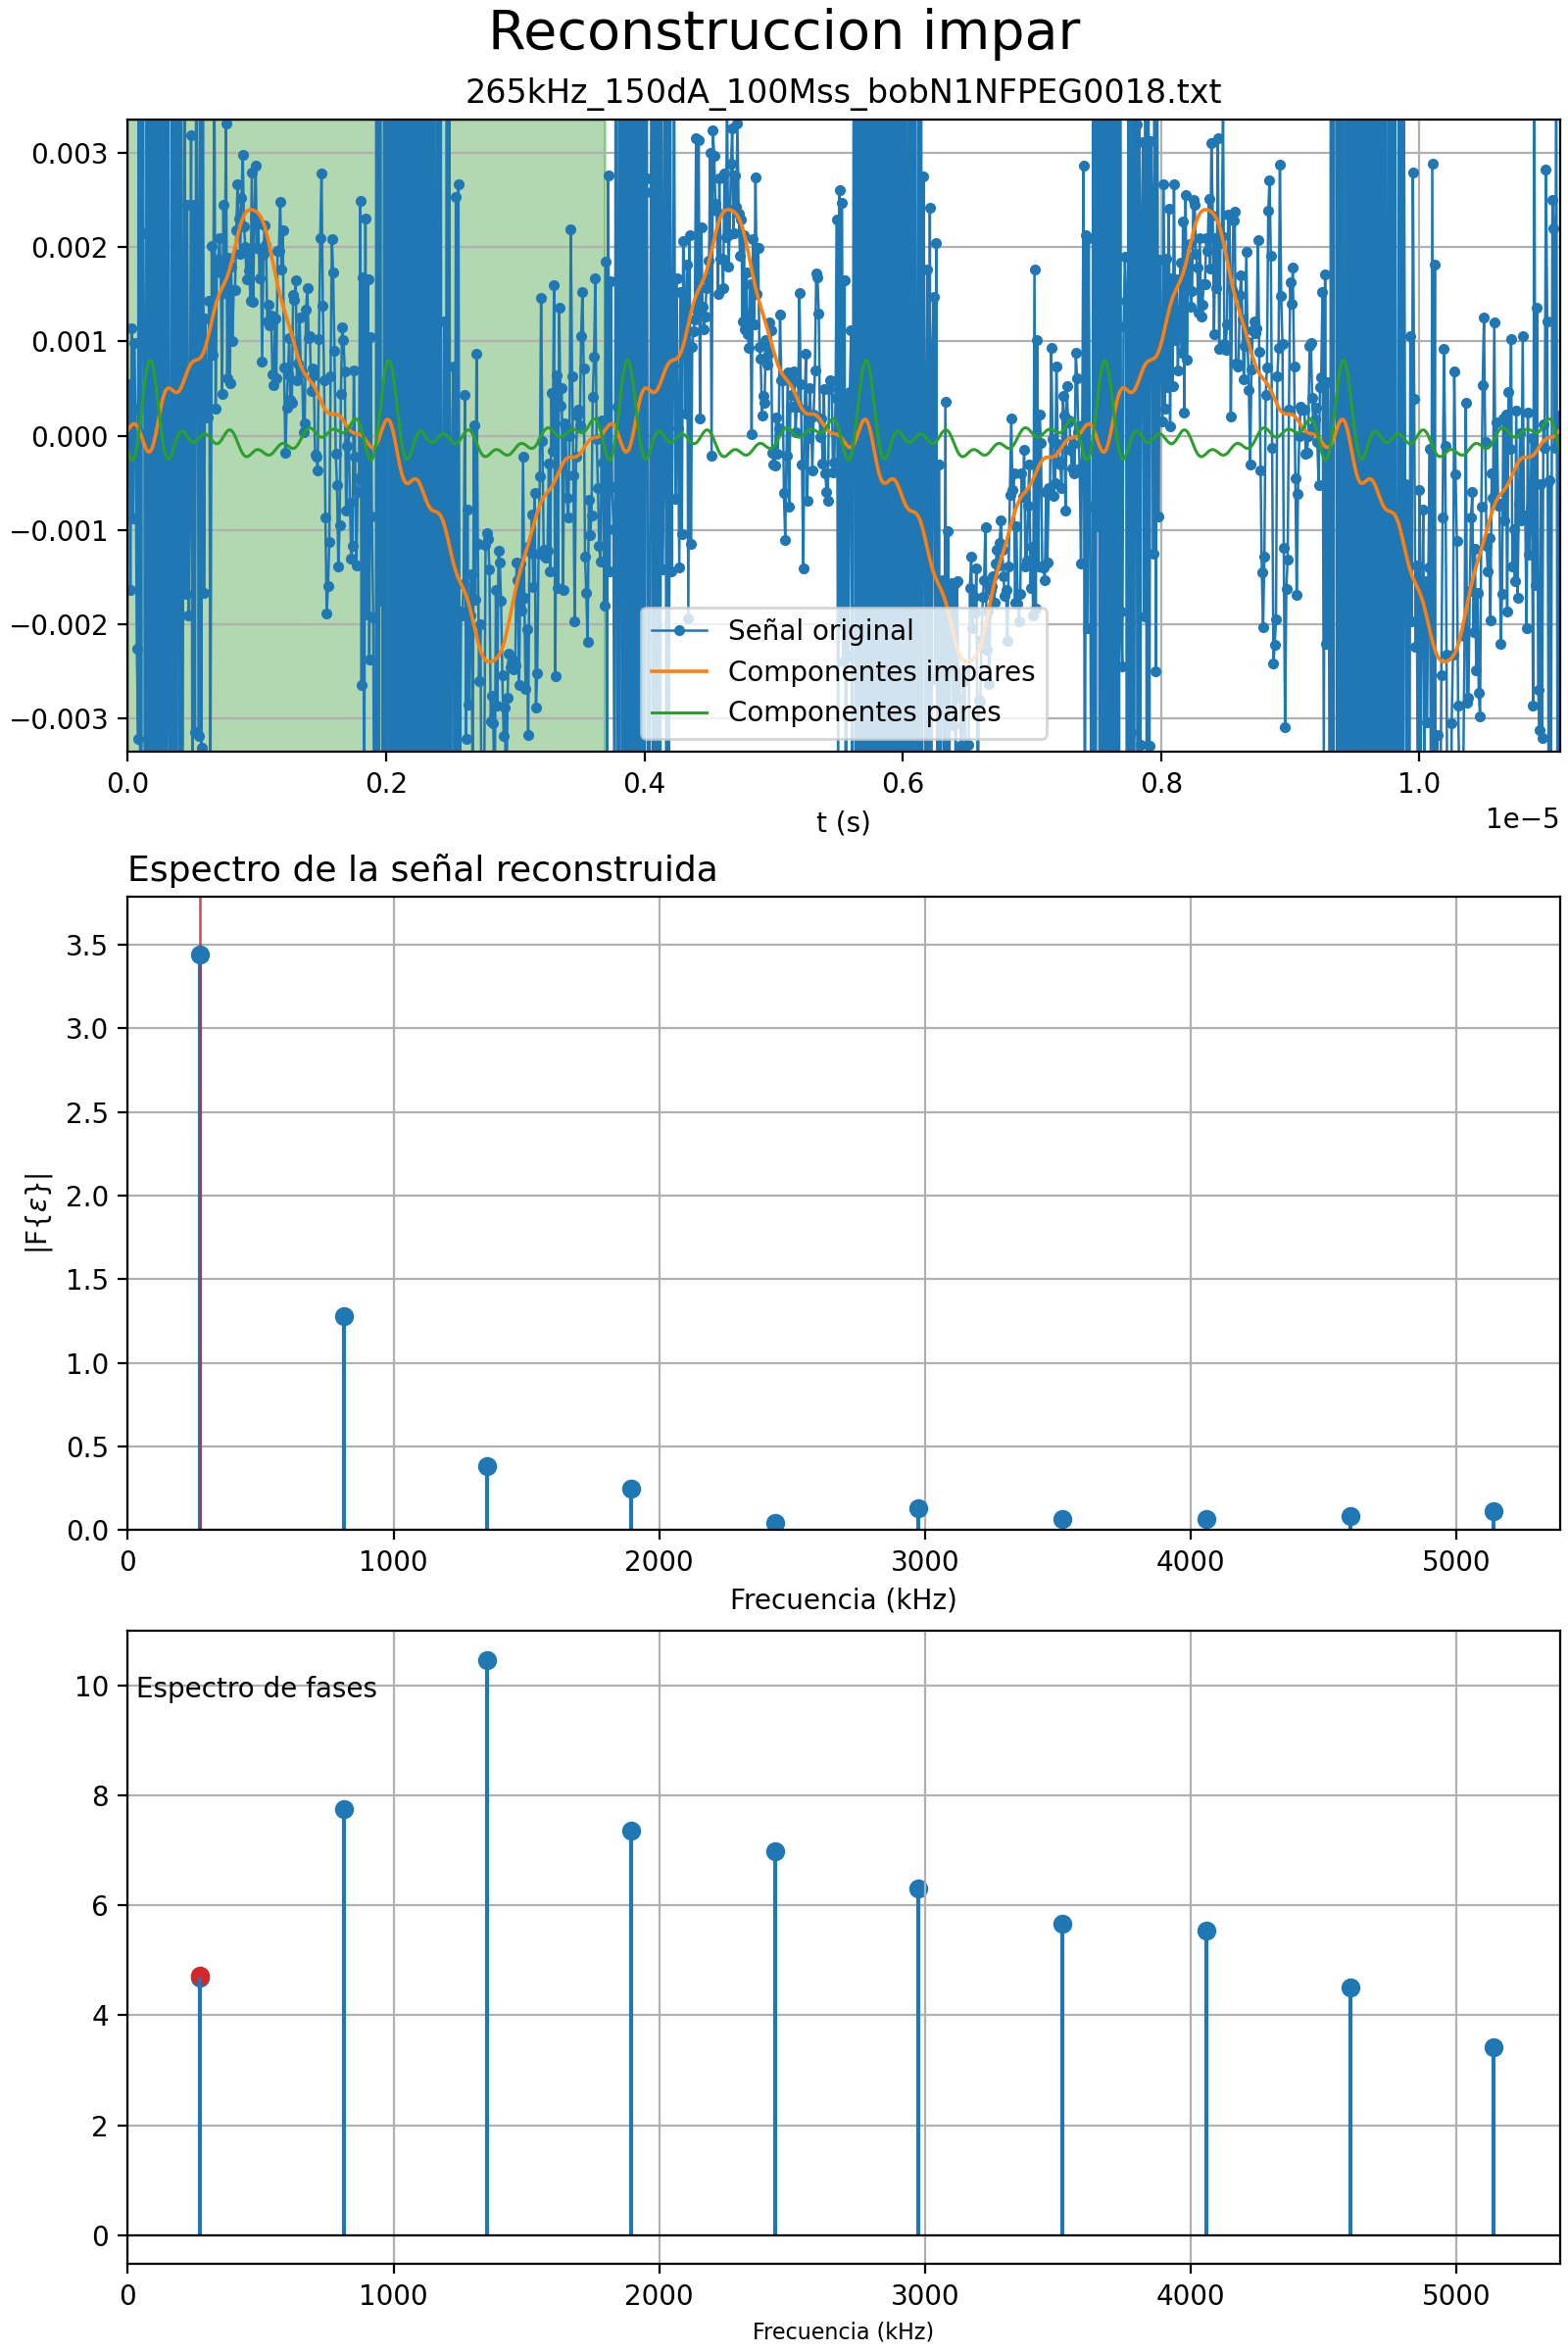 Reconstruccion impar
265kHz_150dA_100Mss_bobN1NFPEG0018.txt
0.003
0.002
0.001
0.000
−0.001
−0.002
−0.003
Señal original
Componentes impares
Componentes pares
0.0 0.2 0.4 0.6 0.8 1.0
1e−5
t (s)
Espectro de la señal reconstruida
3.5
3.0
2.5
2.0
1.5
1.0
0.5
0.0
|F{ε}|
0 1000 2000 3000 4000 5000
Frecuencia (kHz)
Espectro de fases
10
8
6
4
2
0
0 1000 2000 3000 4000 5000
Frecuencia (kHz)